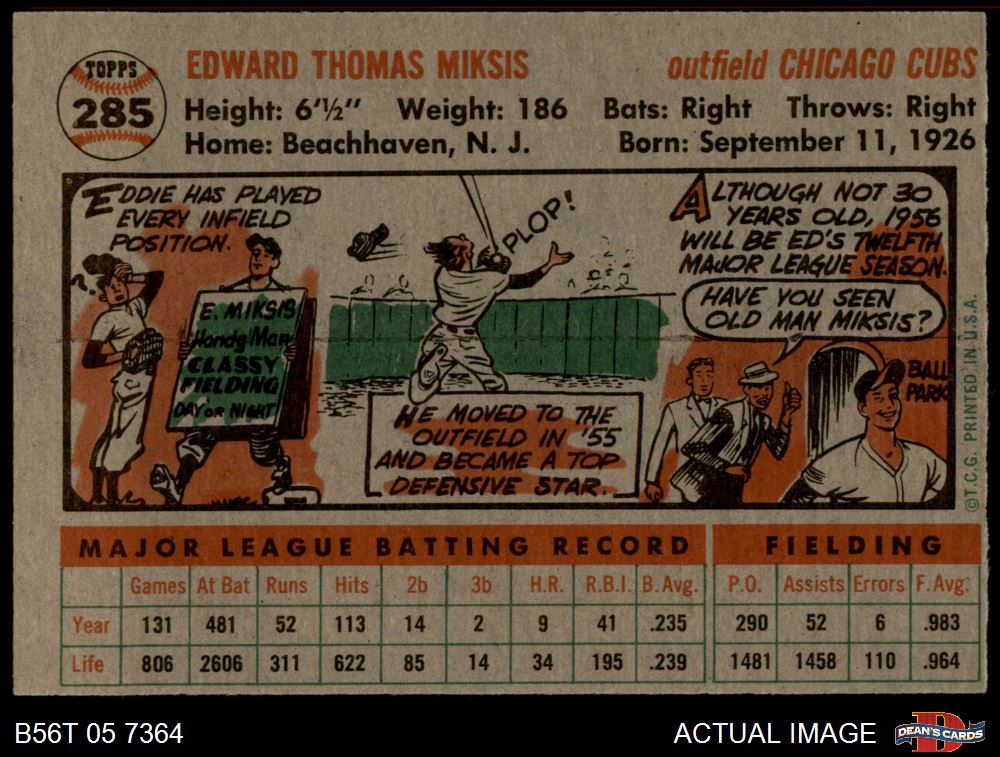 TOPPS
285
EDWARD THOMAS MIKSIS
outfield CHICAGO CUBS
Height: 6'½" Weight: 186 Bats: Right Throws: Right
Home: Beachhaven, N. J. Born: September 11, 1926
EDDIE HAS PLAYED
EVERY INFIELD
POSITION.
?
E. MIKSIS
Handy Man
CLASSY
FIELDING
DAY OR NIGHT
PLOP!
HE MOVED TO THE
OUTFIELD IN '55
AND BECAME A TOP
DEFENSIVE STAR.
ALTHOUGH NOT 30
YEARS OLD, 1956
WILL BE ED'S TWELFTH
MAJOR LEAGUE SEASON.
HAVE YOU SEEN
OLD MAN MIKSIS?
BALL
PARK
©T.C.G. PRINTED IN U.S.A.
MAJOR LEAGUE BATTING RECORD FIELDING
Games At Bat Runs Hits 2b 3b H.R. R.B.I. B. Avg. P.O. Assists Errors F. Avg.
Year 131 481 52 113 14 2 9 41 .235 290 52 6 .983
Life 806 2606 311 622 85 14 34 195 .239 1481 1458 110 .964
B56T 05 7364 ACTUAL IMAGE
D
DEAN'S CARDS